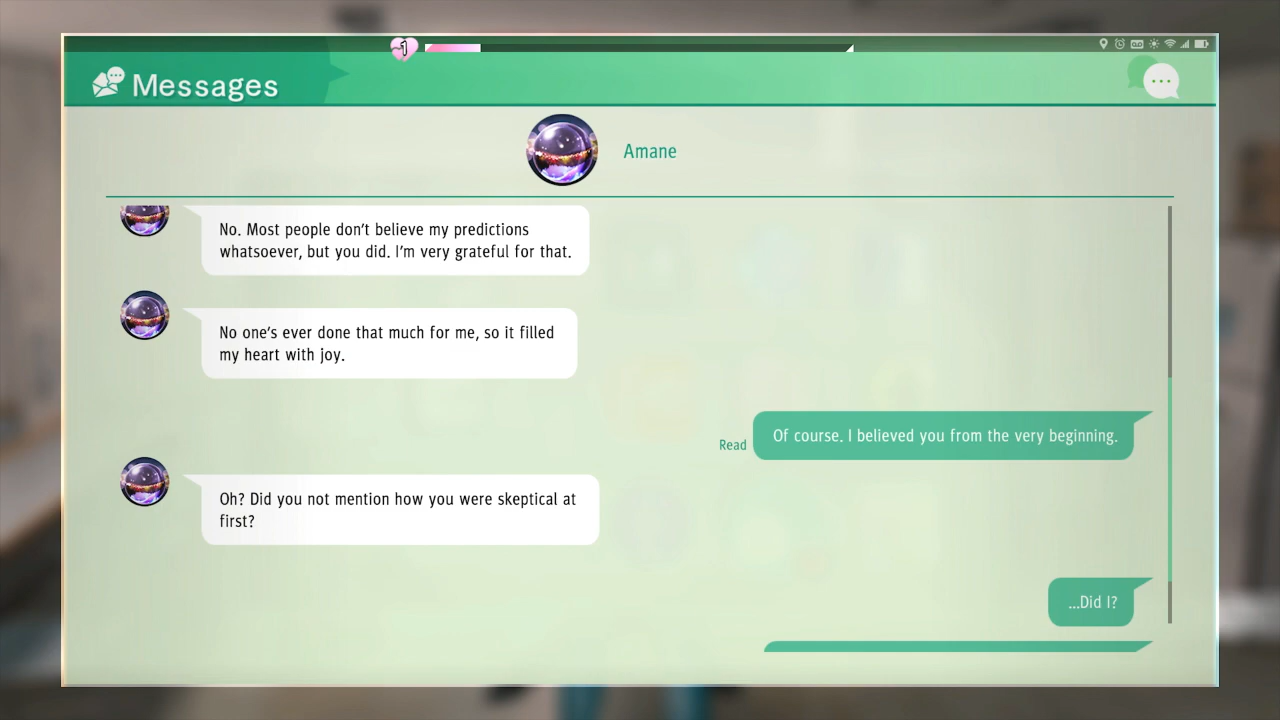 1
Messages
Amane
No. Most people don't believe my predictions
whatsoever, but you did. I'm very grateful for that.
No one's ever done that much for me, so it filled
my heart with joy.
Read
Of course. I believed you from the very beginning.
Oh? Did you not mention how you were skeptical at
first?
...Did I?